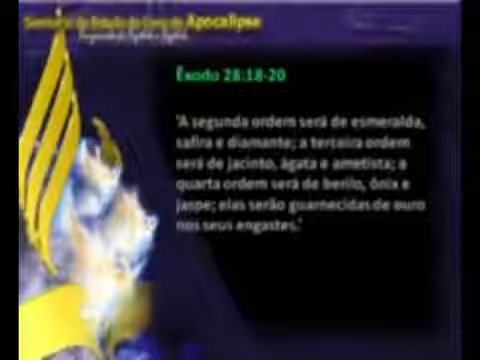 Seminário de Estudo do Livro de Apocalipse
Êxodo 28:18-20
'A segunda ordem será de esmeralda,
safira e diamante; a terceira ordem
será de jacinto, ágata e ametista; a
quarta ordem será de berilo, ônix e
jaspe; elas serão guarnecidas de ouro
nos seus engastes.'